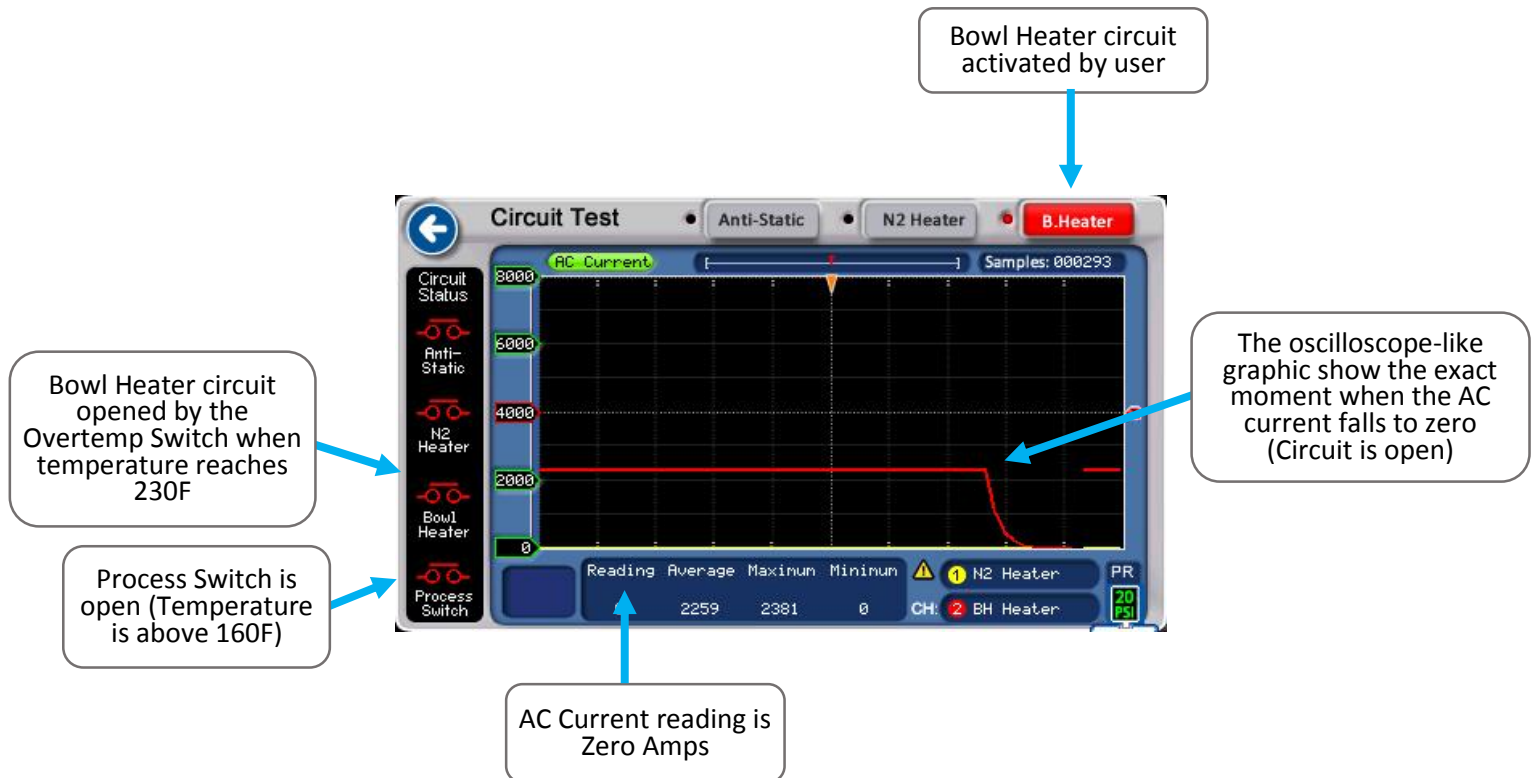 Bowl Heater circuit
activated by user
Circuit Test
Anti-Static
N2 Heater
B.Heater
AC Current
Samples: 000293
Circuit
Status
Anti-
Static
N2
Heater
Bowl
Heater
Process
Switch
8000
6000
4000
2000
0
Reading Average Maximum Minimum
2259 2381 0
1 N2 Heater
CH: 2 BH Heater
PR
20
PSI
Bowl Heater circuit
opened by the
Overtemp Switch when
temperature reaches
230F
Process Switch is
open (Temperature
is above 160F)
The oscilloscope-like
graphic show the exact
moment when the AC
current falls to zero
(Circuit is open)
AC Current reading is
Zero Amps